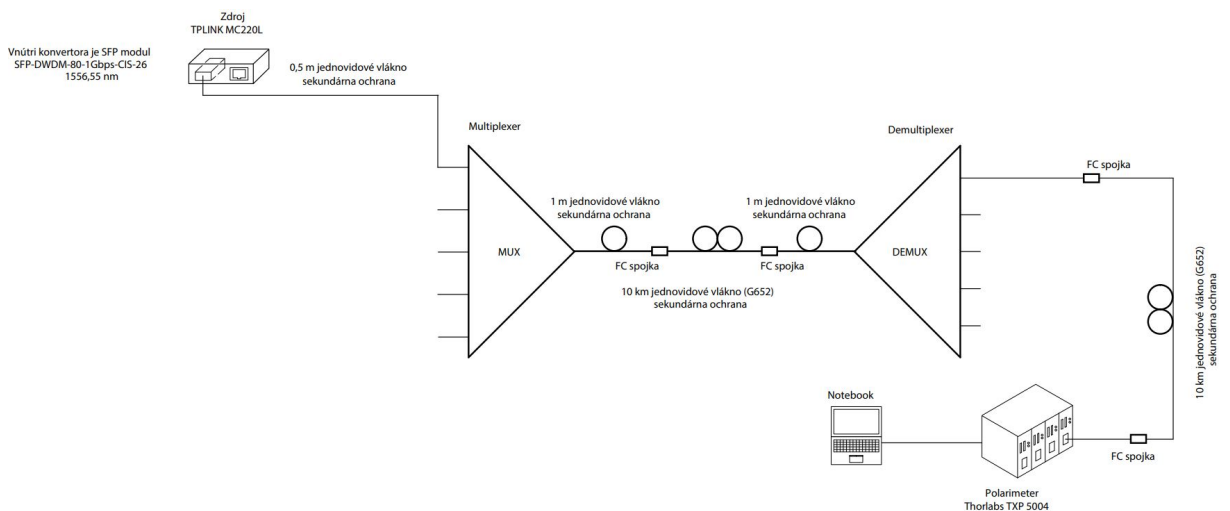 Zdroj
TPLINK MC220L
Vnútri konvertora je SFP modul
SFP-DWDM-80-1Gbps-CIS-26
1556,55 nm
0,5 m jednovidové vlákno
sekundárna ochrana
Multiplexer
Demultiplexer
FC spojka
1 m jednovidové vlákno
sekundárna ochrana
1 m jednovidové vlákno
sekundárna ochrana
MUX
DEMUX
FC spojka
FC spojka
10 km jednovidové vlákno (G652)
sekundárna ochrana
10 km jednovidové vlákno (G652)
sekundárna ochrana
Notebook
FC spojka
Polarimeter
Thorlabs TXP 5004